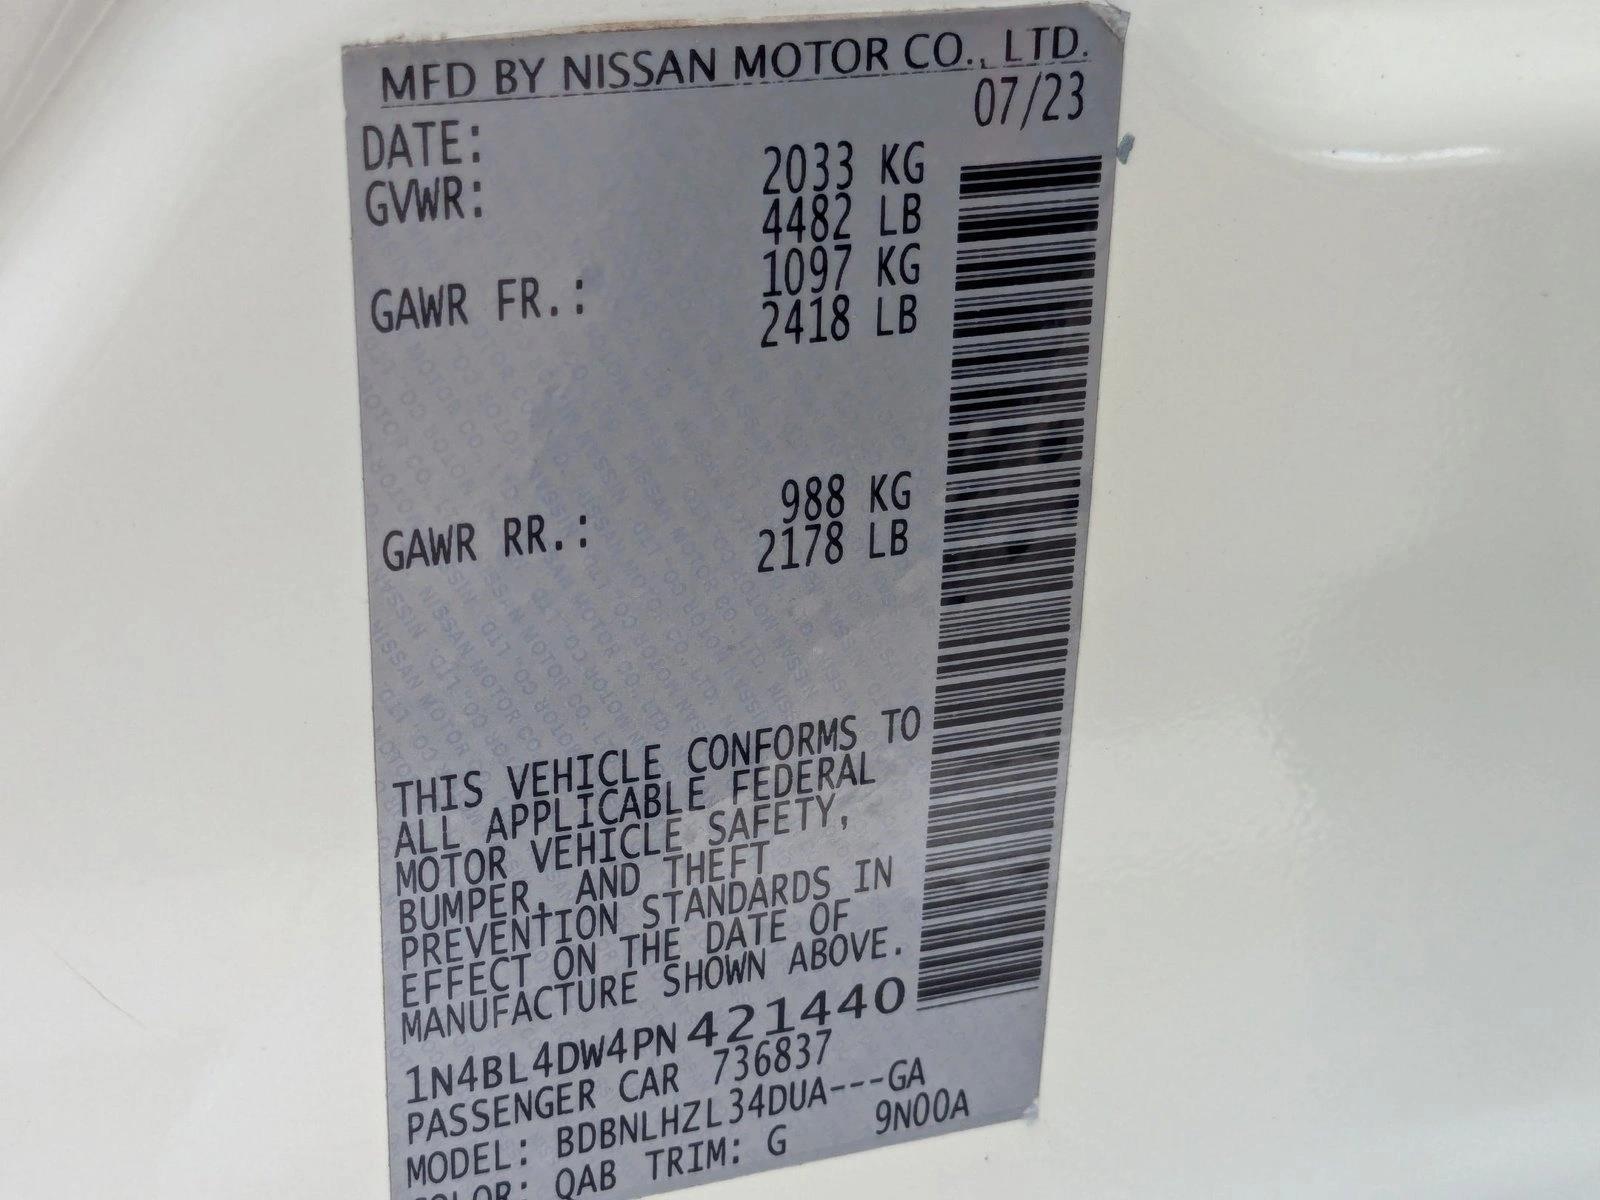 MFD BY NISSAN MOTOR CO., LTD.
DATE: 07/23
GVWR: 2033 KG
4482 LB
GAWR FR.: 1097 KG
2418 LB
GAWR RR.: 988 KG
2178 LB
THIS VEHICLE CONFORMS TO
ALL APPLICABLE FEDERAL
MOTOR VEHICLE SAFETY,
BUMPER, AND THEFT
PREVENTION STANDARDS IN
EFFECT ON THE DATE OF
MANUFACTURE SHOWN ABOVE.
1N4BL4DW4PN421440
PASSENGER CAR 736837
MODEL: BDBNLHZL34DUA---GA
COLOR: QAB TRIM: G 9N00A